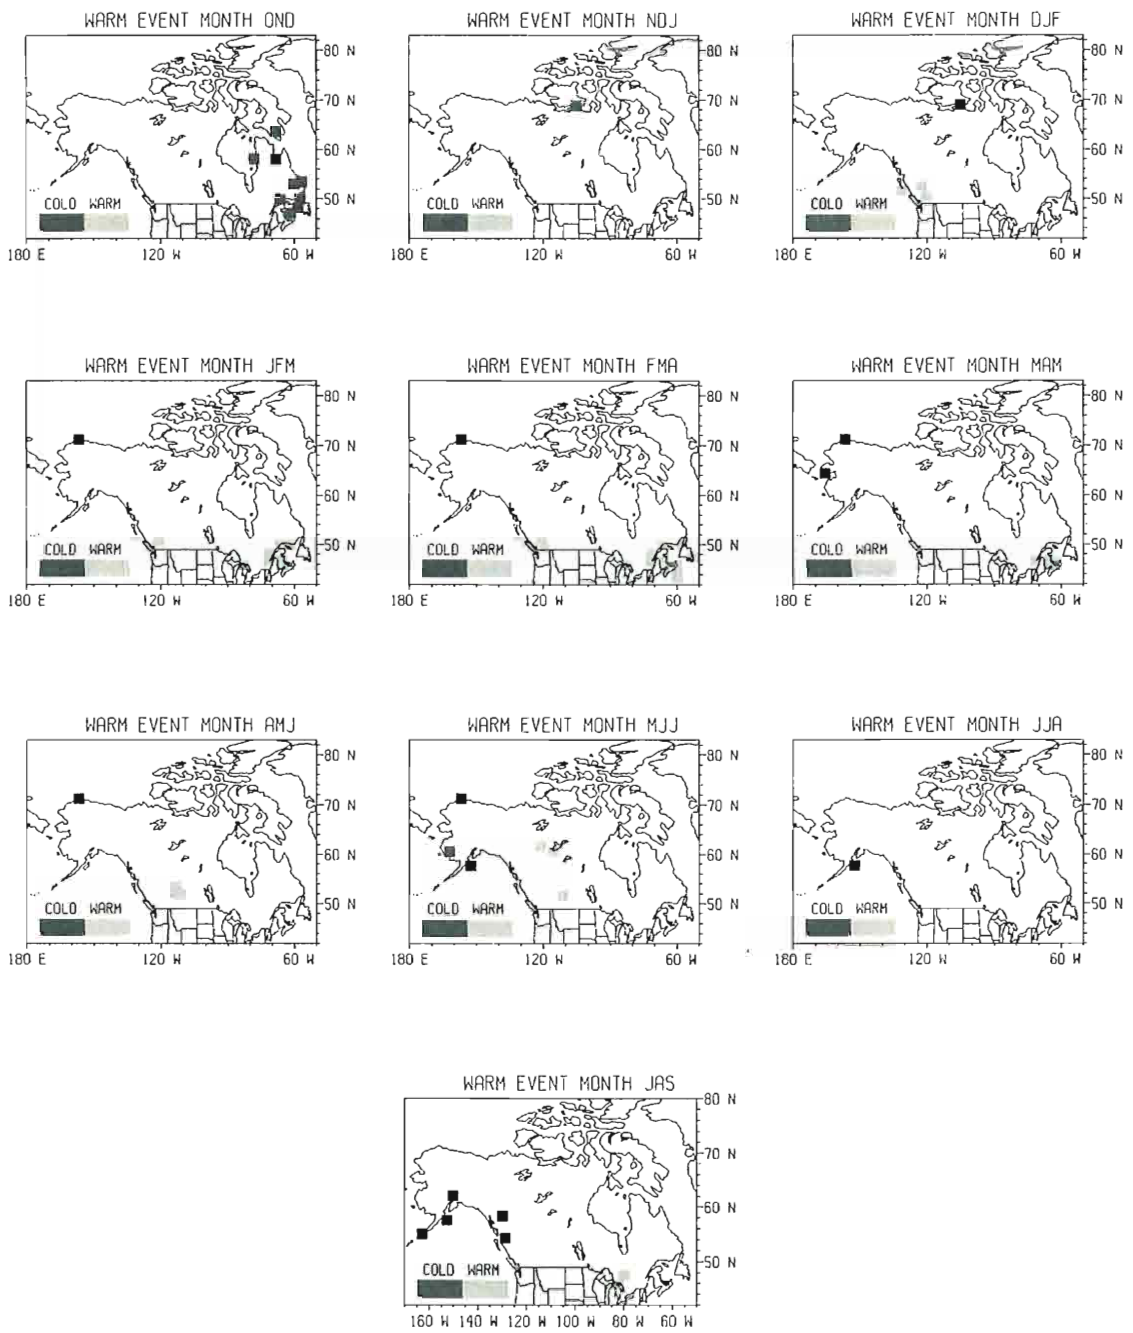 WARM EVENT MONTH OND
80 N
70 N
60 N
50 N
COLD WARM
180 E 120 W 60 W
WARM EVENT MONTH NDJ
80 N
70 N
60 N
50 N
COLD WARM
180 E 120 W 60 W
WARM EVENT MONTH DJF
80 N
70 N
60 N
50 N
COLD WARM
180 E 120 W 60 W
WARM EVENT MONTH JFM
80 N
70 N
60 N
50 N
COLD WARM
180 E 120 W 60 W
WARM EVENT MONTH FMA
80 N
70 N
60 N
50 N
COLD WARM
180 E 120 W 60 W
WARM EVENT MONTH MAM
80 N
70 N
60 N
50 N
COLD WARM
180 E 120 W 60 W
WARM EVENT MONTH AMJ
80 N
70 N
60 N
50 N
COLD WARM
180 E 120 W 60 W
WARM EVENT MONTH MJJ
80 N
70 N
60 N
50 N
COLD WARM
180 E 120 W 60 W
WARM EVENT MONTH JJA
80 N
70 N
60 N
50 N
COLD WARM
180 E 120 W 60 W
WARM EVENT MONTH JAS
80 N
70 N
60 N
50 N
COLD WARM
160 W 140 W 120 W 100 W 80 W 60 W